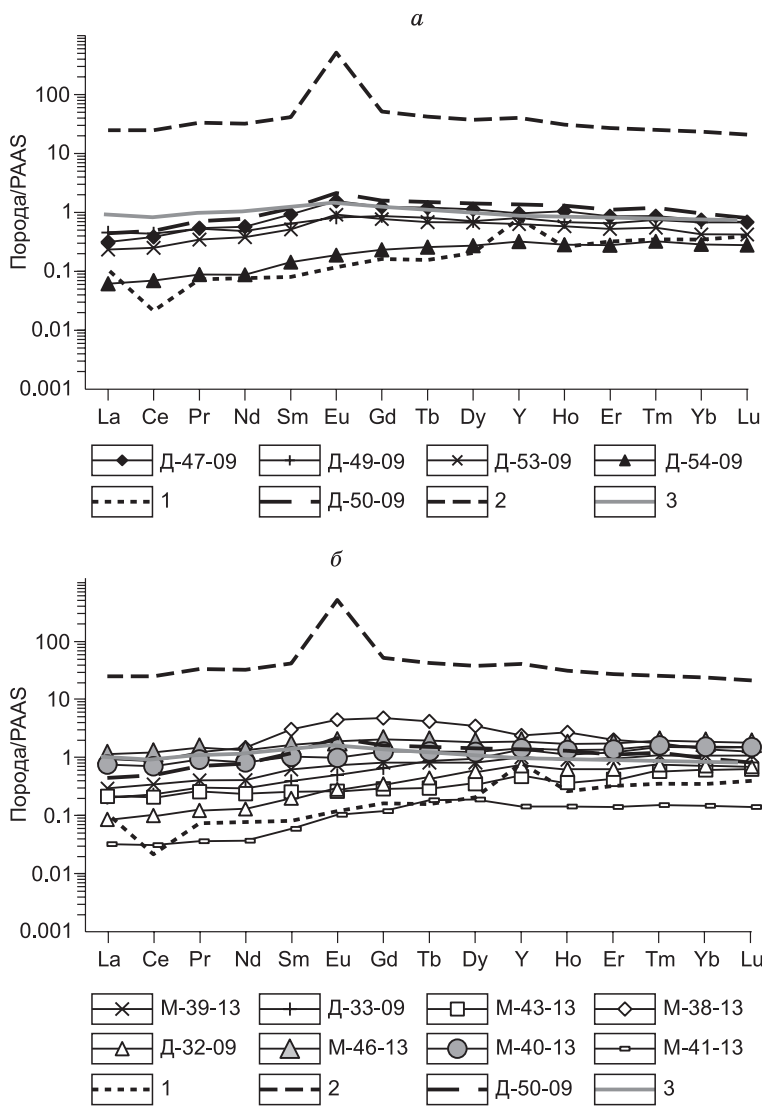 а
Порода/PAAS
100
10
1
0.1
0.01
0.001
La Ce Pr Nd Sm Eu Gd Tb Dy Y Ho Er Tm Yb Lu
Д-47-09 Д-49-09 Д-53-09 Д-54-09
1 Д-50-09 2 3
б
Порода/PAAS
100
10
1
0.1
0.01
0.001
La Ce Pr Nd Sm Eu Gd Tb Dy Y Ho Er Tm Yb Lu
М-39-13 Д-33-09 М-43-13 М-38-13
Д-32-09 М-46-13 М-40-13 М-41-13
1 2 Д-50-09 3